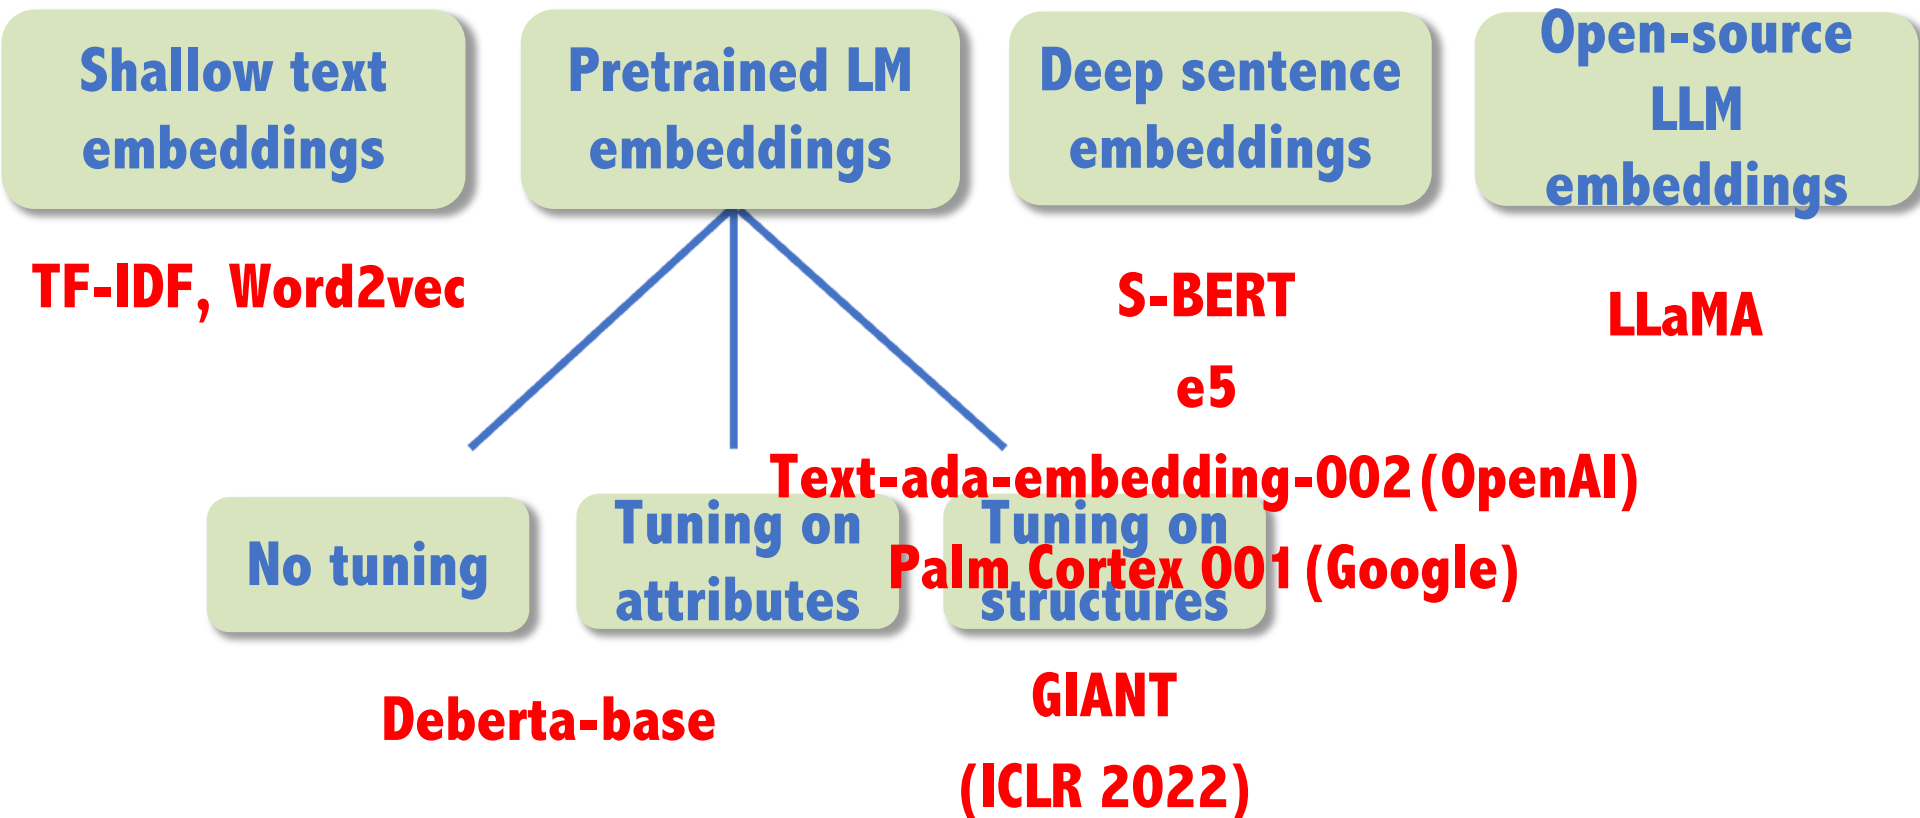 Shallow text
embeddings
Pretrained LM
embeddings
Deep sentence
embeddings
Open-source
LLM
embeddings
TF-IDF, Word2vec
S-BERT
e5
Text-ada-embedding-002 (OpenAI)
Palm Cortex 001 (Google)
LLaMA
No tuning
Tuning on
attributes
Tuning on
structures
Deberta-base
GIANT
(ICLR 2022)